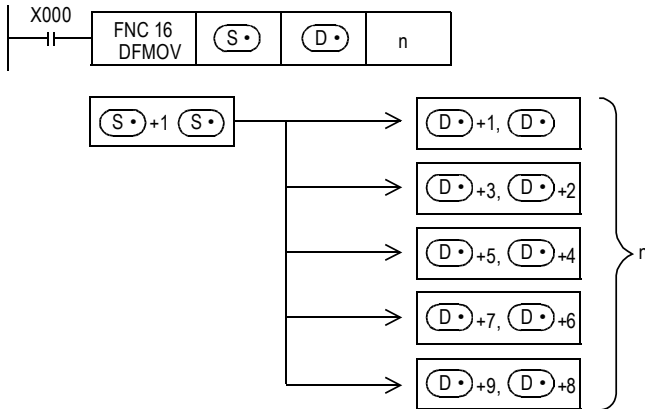 X000
FNC 16
DFMOV
S• D• n
S• +1 S•
D• +1, D•
D• +3, D• +2
D• +5, D• +4
D• +7, D• +6
D• +9, D• +8
n